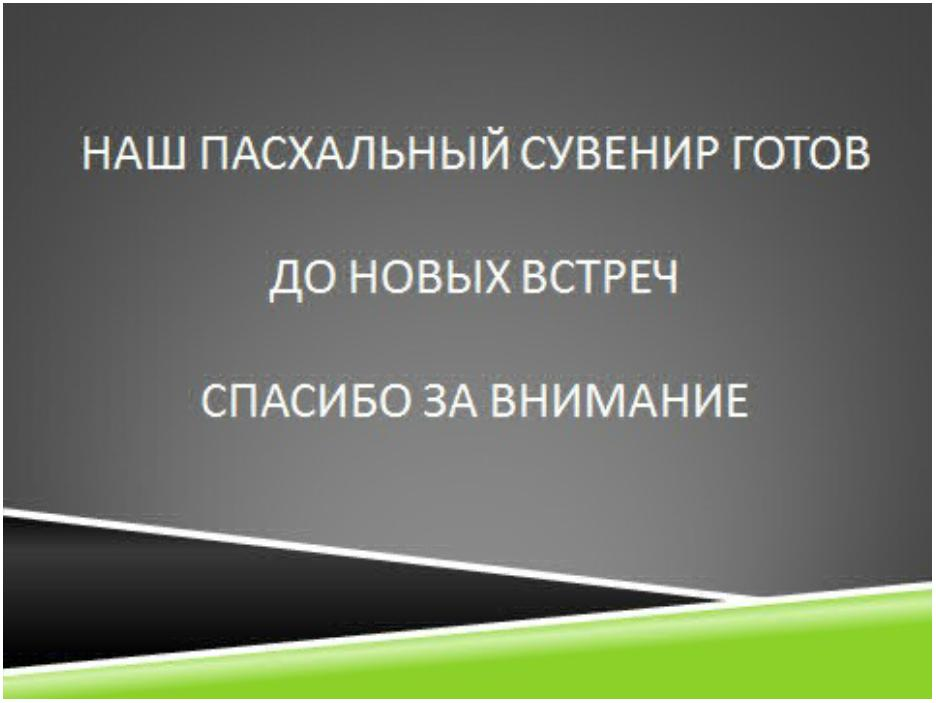 НАШ ПАСХАЛЬНЫЙ СУВЕНИР ГОТОВ
ДО НОВЫХ ВСТРЕЧ
СПАСИБО ЗА ВНИМАНИЕ